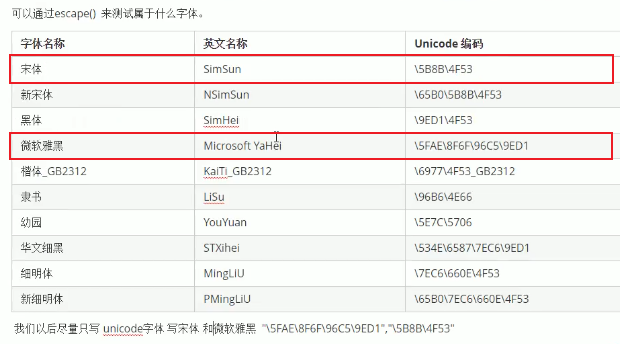 可以通过escape() 来测试属于什么字体。
字体名称 英文名称 Unicode 编码
宋体 SimSun \5B8B\4F53
新宋体 NSimSun \65B0\5B8B\4F53
黑体 SimHei \9ED1\4F53
微软雅黑 Microsoft YaHei \5FAE\8F6F\96C5\9ED1
楷体_GB2312 KaiTi_GB2312 \6977\4F53_GB2312
隶书 LiSu \96B6\4E66
幼园 YouYuan \5E7C\5706
华文细黑 STXihei \534E\6587\7EC6\9ED1
细明体 MingLiU \7EC6\660E\4F53
新细明体 PMingLiU \65B0\7EC6\660E\4F53
我们以后尽量只写 unicode字体 写宋体 和微软雅黑 "\5FAE\8F6F\96C5\9ED1","\5B8B\4F53"